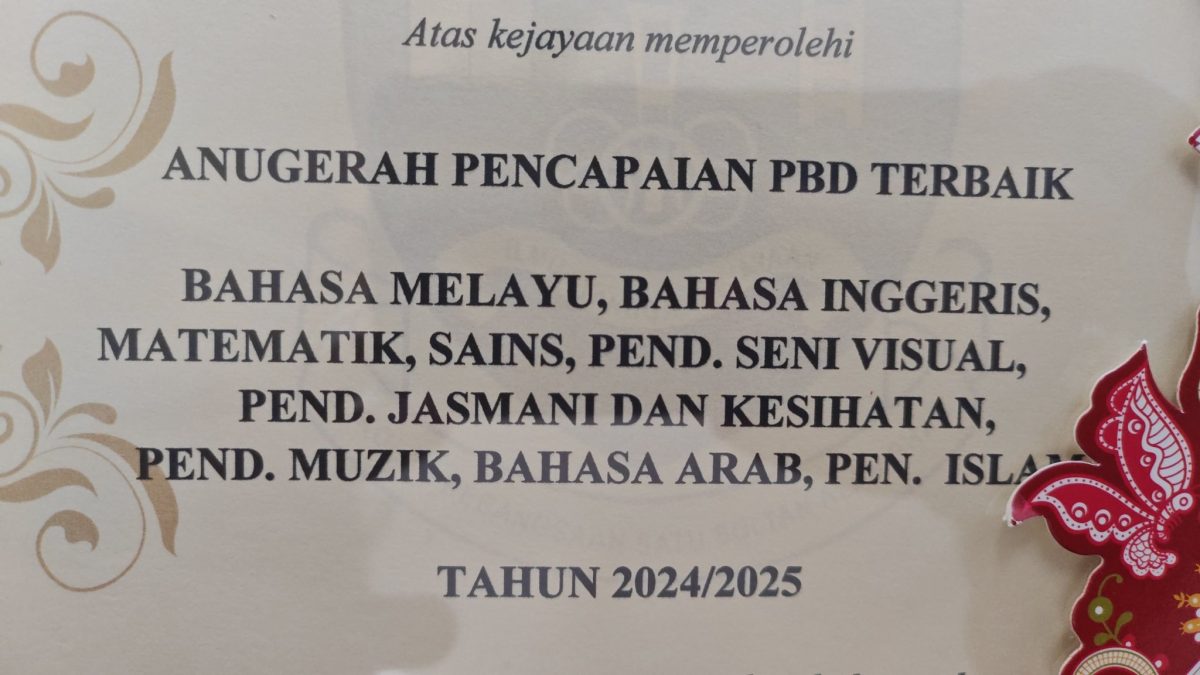 Atas kejayaan memperolehi
ANUGERAH PENCAPAIAN PBD TERBAIK
BAHASA MELAYU, BAHASA INGGERIS,
MATEMATIK, SAINS, PEND. SENI VISUAL,
PEND. JASMANI DAN KESIHATAN,
PEND. MUZIK, BAHASA ARAB, PEN. ISLAM
TAHUN 2024/2025